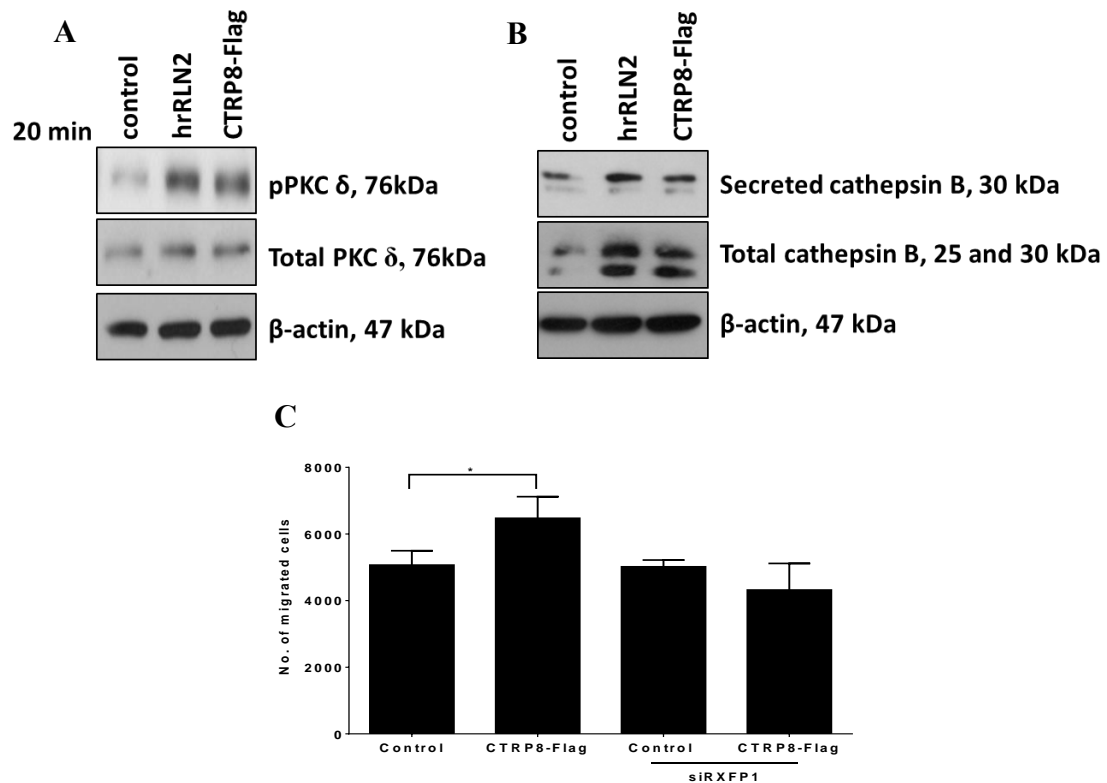 A
20 min
control
hrRLN2
CTRP8-Flag
pPKC δ, 76kDa
Total PKC δ, 76kDa
β-actin, 47 kDa
B
control
hrRLN2
CTRP8-Flag
Secreted cathepsin B, 30 kDa
Total cathepsin B, 25 and 30 kDa
β-actin, 47 kDa
C
No. of migrated cells
8000
6000
4000
2000
0
*
Control
CTRP8-Flag
Control
CTRP8-Flag
siRXFP1